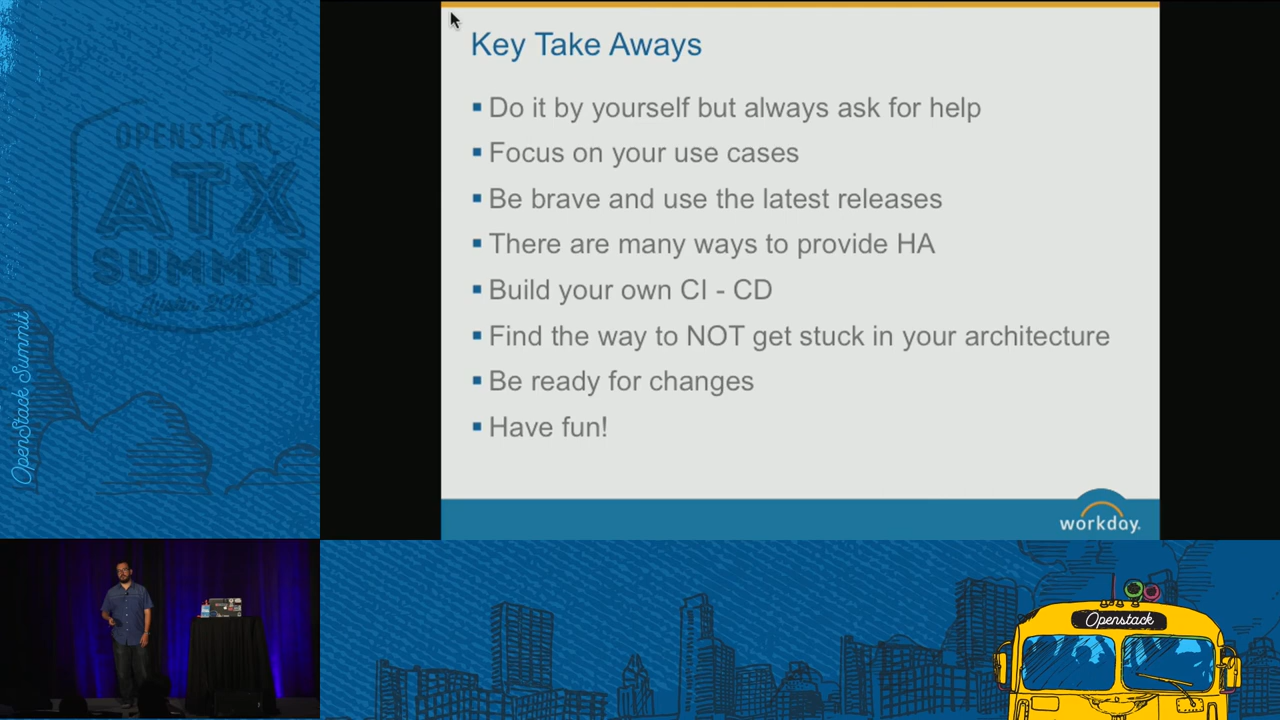 Key Take Aways
Do it by yourself but always ask for help
Focus on your use cases
Be brave and use the latest releases
There are many ways to provide HA
Build your own CI - CD
Find the way to NOT get stuck in your architecture
Be ready for changes
Have fun!
workday.
OPENSTACK
ATX
SUMMIT
Austin 2016
OpenStack Summit
Openstack